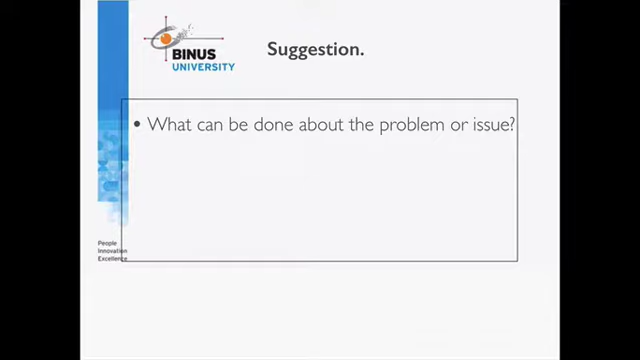 BINUS
UNIVERSITY
Suggestion.
• What can be done about the problem or issue?
People
Innovation
Excellence